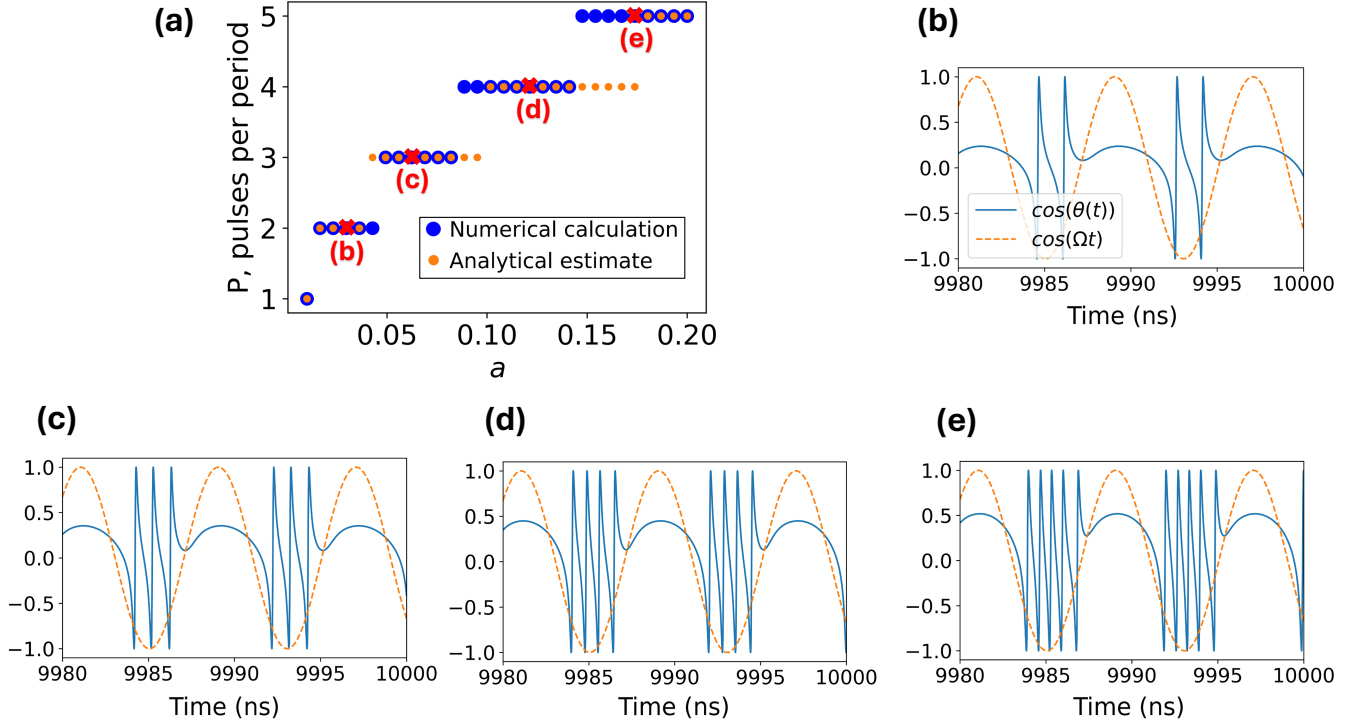 (a)
P, pulses per period
5
4
3
2
1
(e)
(d)
(c)
(b)
Numerical calculation
Analytical estimate
0.05 0.10 0.15 0.20
a
(b)
1.0
0.5
0.0
−0.5
−1.0
cos(θ(t))
cos(Ωt)
9980 9985 9990 9995 10000
Time (ns)
(c)
1.0
0.5
0.0
−0.5
−1.0
9980 9985 9990 9995 10000
Time (ns)
(d)
1.0
0.5
0.0
−0.5
−1.0
9980 9985 9990 9995 10000
Time (ns)
(e)
1.0
0.5
0.0
−0.5
−1.0
9980 9985 9990 9995 10000
Time (ns)